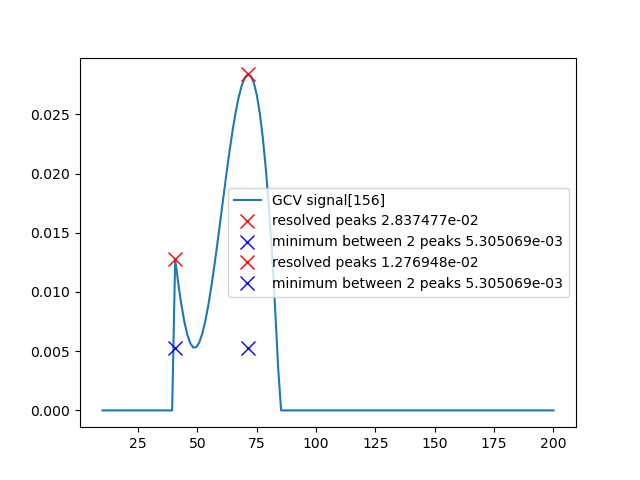 0.025
0.020
0.015
0.010
0.005
0.000
GCV signal[156]
resolved peaks 2.837477e-02
minimum between 2 peaks 5.305069e-03
resolved peaks 1.276948e-02
minimum between 2 peaks 5.305069e-03
25 50 75 100 125 150 175 200